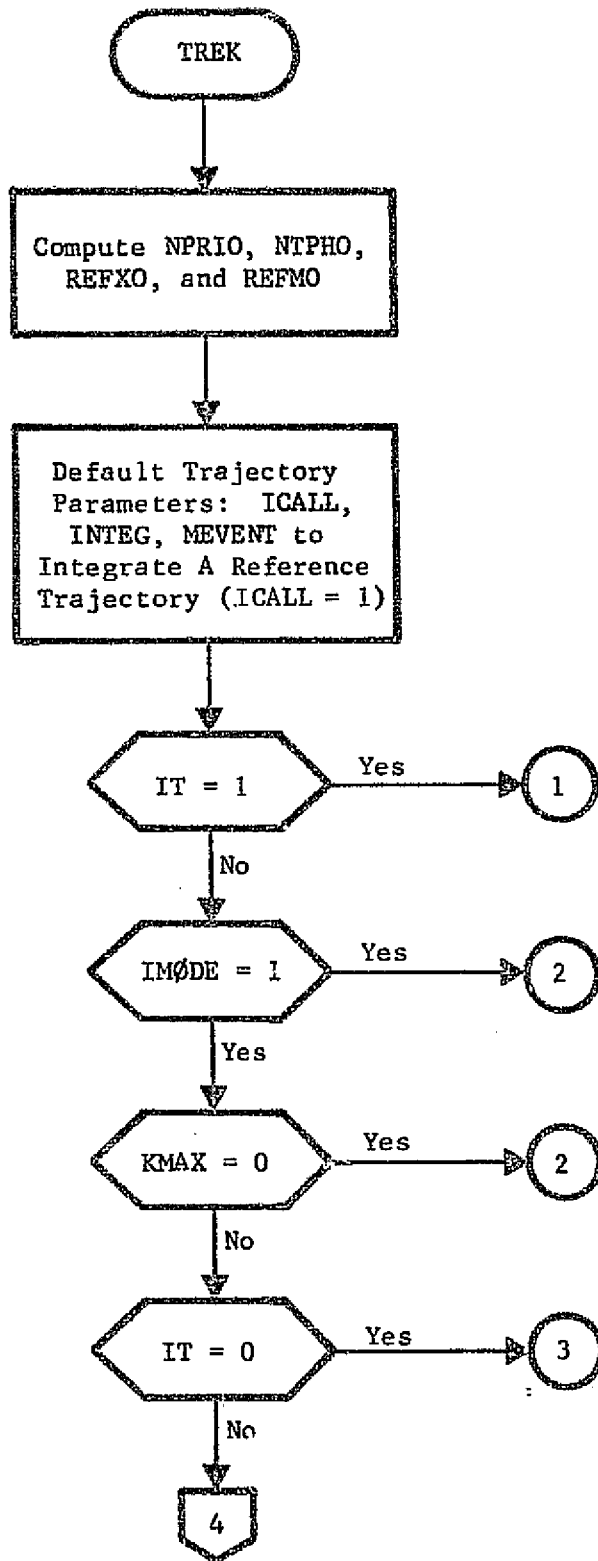 TREK
Compute NPRIO, NTPHO,
REFXO, and REFMO
Default Trajectory
Parameters: ICALL,
INTEG, MEVENT to
Integrate A Reference
Trajectory (ICALL = 1)
IT = 1
Yes
1
No
IMØDE = 1
Yes
2
Yes
KMAX = 0
Yes
2
No
IT = 0
Yes
3
No
4